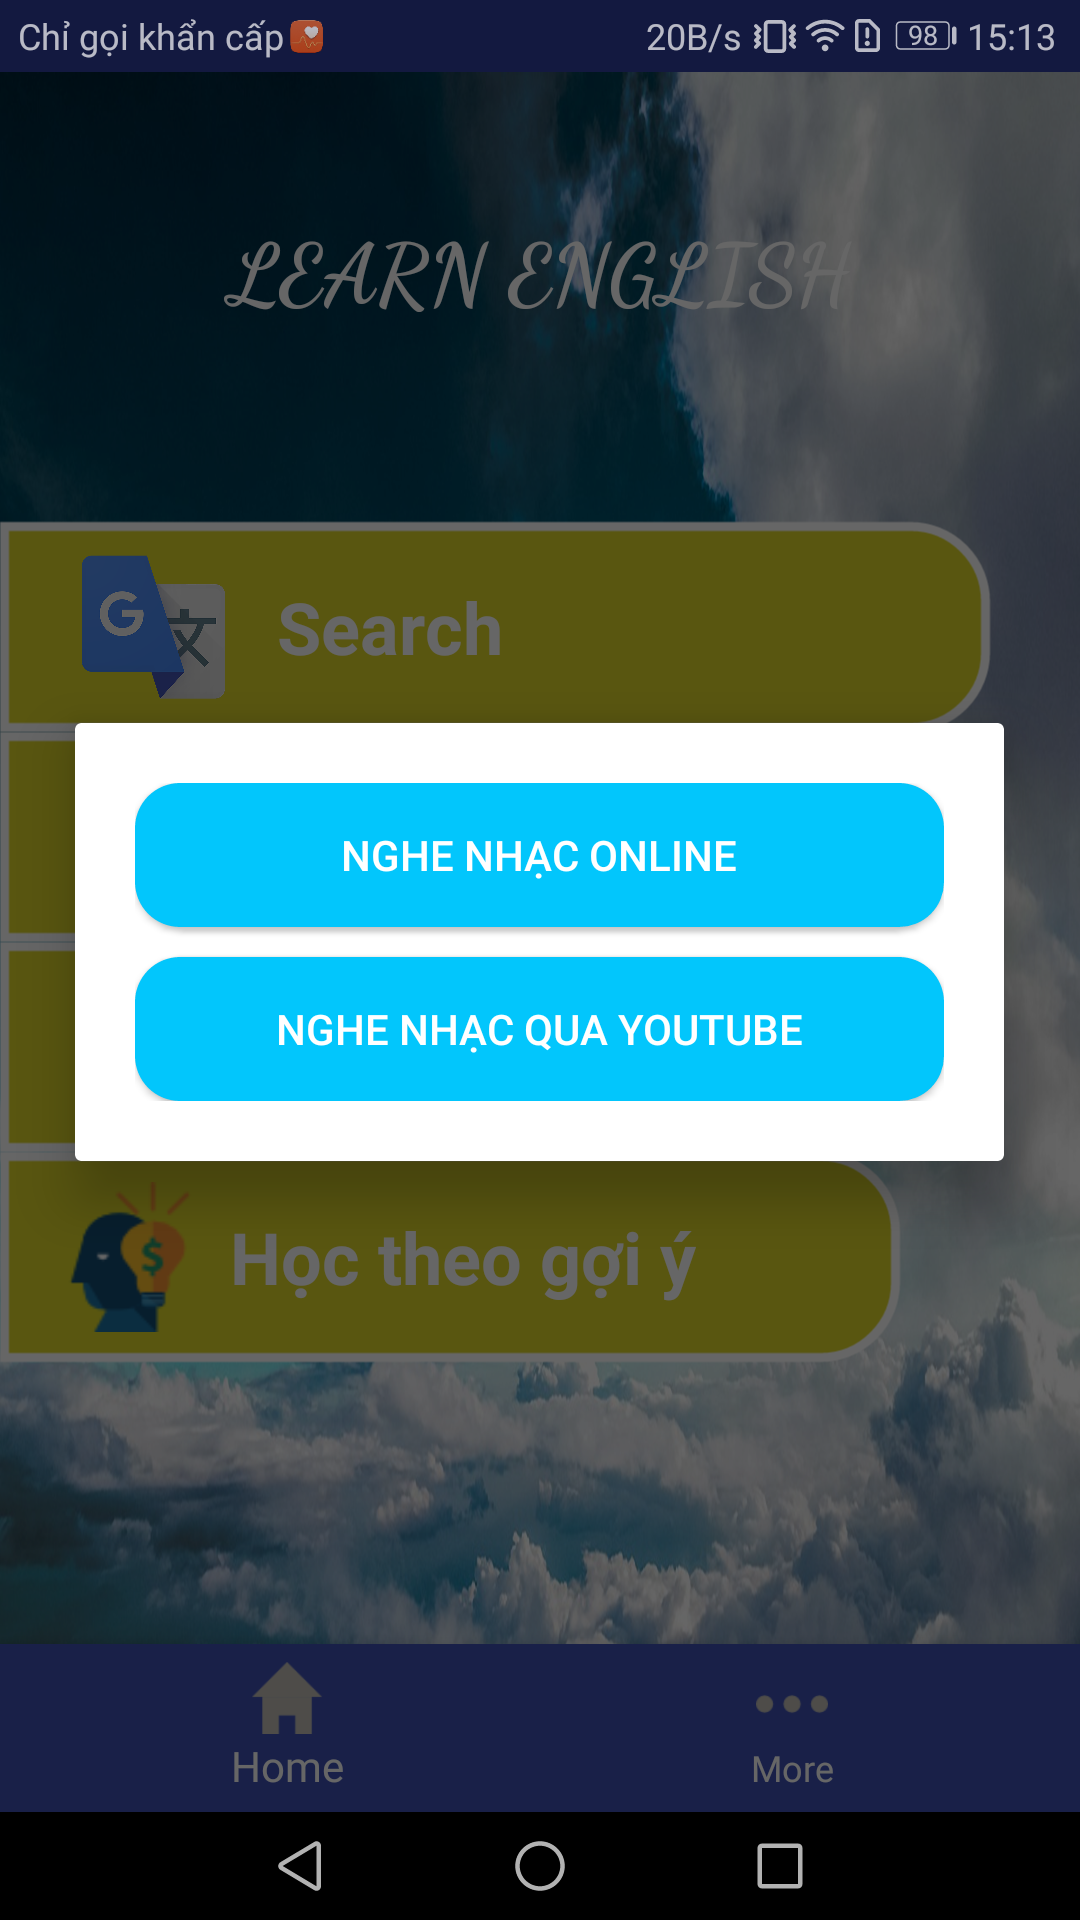 Chỉ gọi khẩn cấp 20B/s 98 15:13
LEARN ENGLISH
G 文 Search
NGHE NHẠC ONLINE
NGHE NHẠC QUA YOUTUBE
$ Học theo gợi ý
Home More